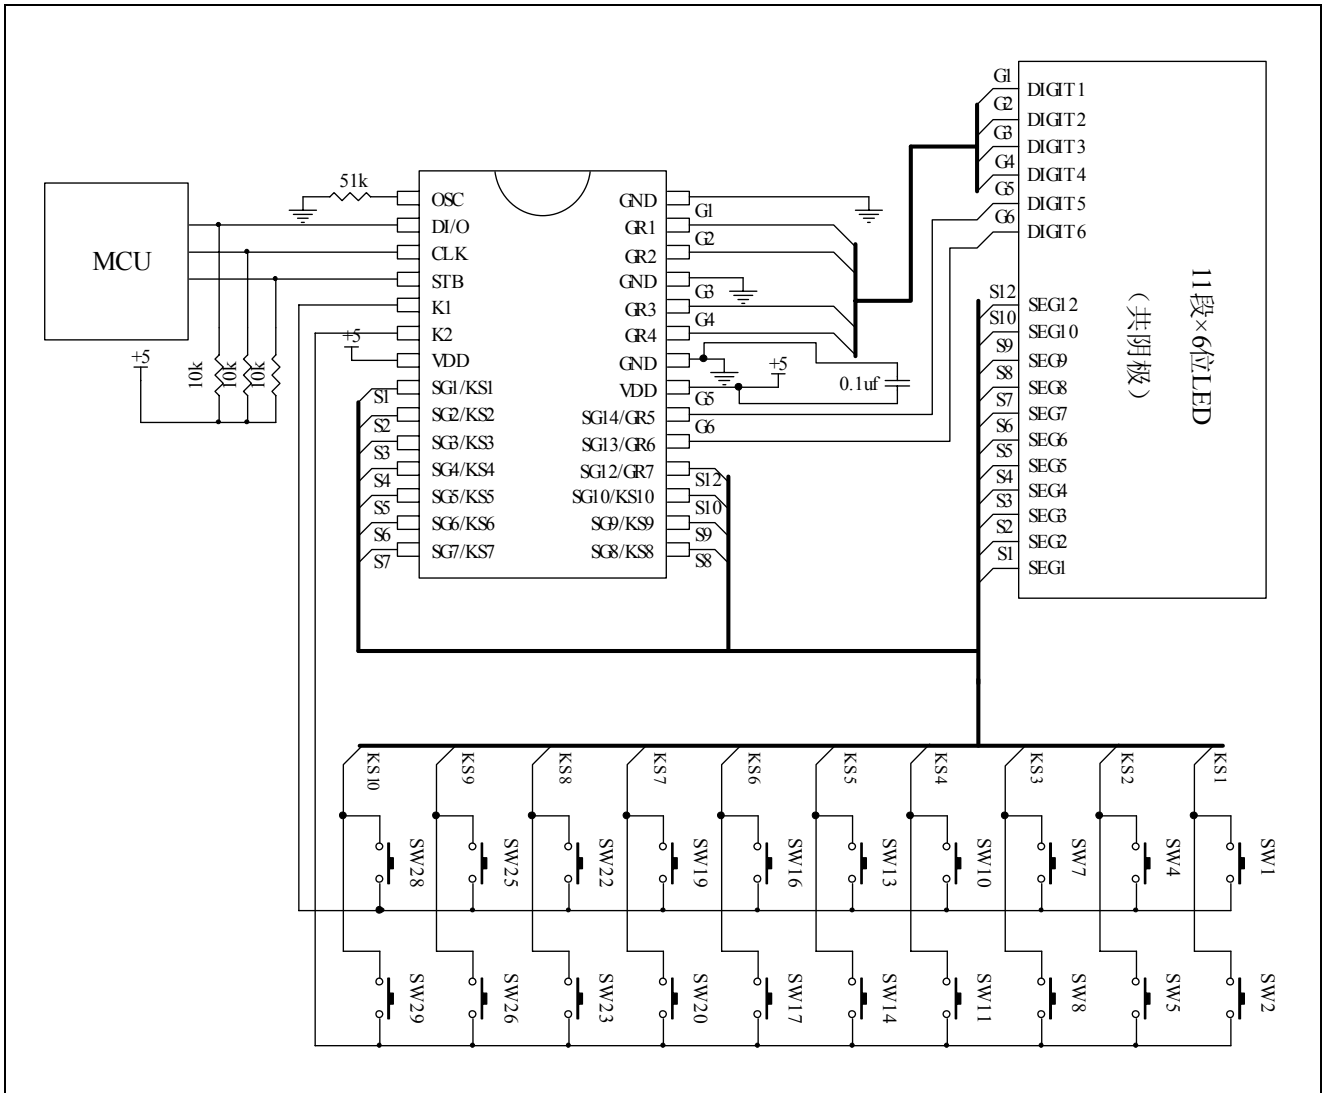 MCU
+5
10k
10k
10k
51k
OSC
DI/O
CLK
STB
K1
K2
+5
VDD
S1
SG1/KS1
S2
SG2/KS2
S3
SG3/KS3
S4
SG4/KS4
S5
SG5/KS5
S6
SG6/KS6
S7
SG7/KS7
GND
G1
GR1
G2
GR2
GND
G3
GR3
G4
GR4
GND
+5
0.1uf
VDD
G5
SG14/GR5
G6
SG13/GR6
SG12/GR7
S12
SG10/KS10
S10
SG9/KS9
S9
SG8/KS8
S8
G1
DIGIT1
G2
DIGIT2
G3
DIGIT3
G4
DIGIT4
G5
DIGIT5
G6
DIGIT6
S12
SEG12
S10
SEG10
S9
SEG9
S8
SEG8
S7
SEG7
S6
SEG6
S5
SEG5
S4
SEG4
S3
SEG3
S2
SEG2
S1
SEG1
11段×6位LED
（共阴极）
KS10
KS9
KS8
KS7
KS6
KS5
KS4
KS3
KS2
KS1
SW28
SW25
SW22
SW19
SW16
SW13
SW10
SW7
SW4
SW1
SW29
SW26
SW23
SW20
SW17
SW14
SW11
SW8
SW5
SW2